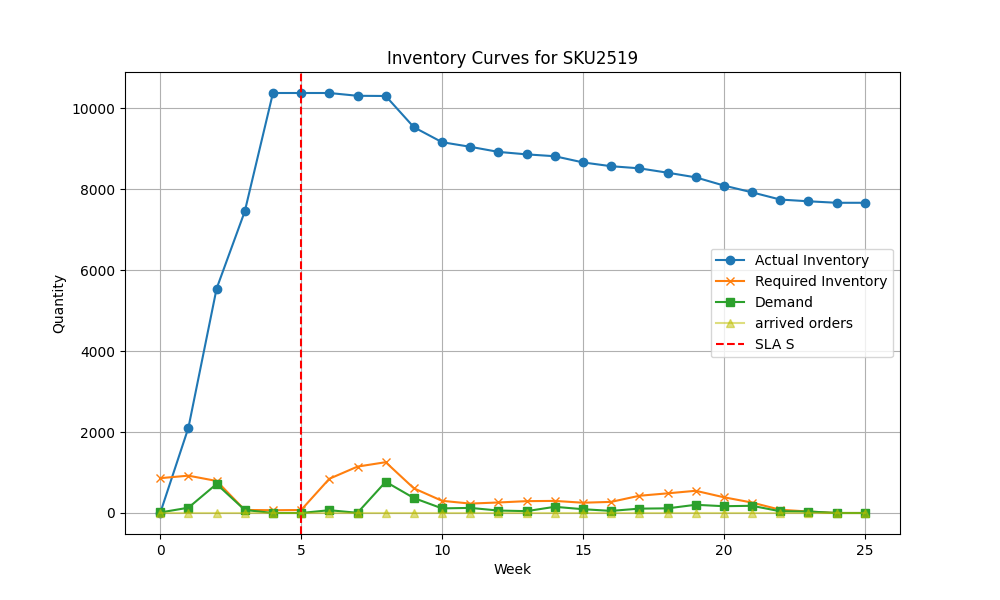 Inventory Curves for SKU2519
Quantity
10000
8000
6000
4000
2000
0
Actual Inventory
Required Inventory
Demand
arrived orders
SLA S
0 5 10 15 20 25
Week